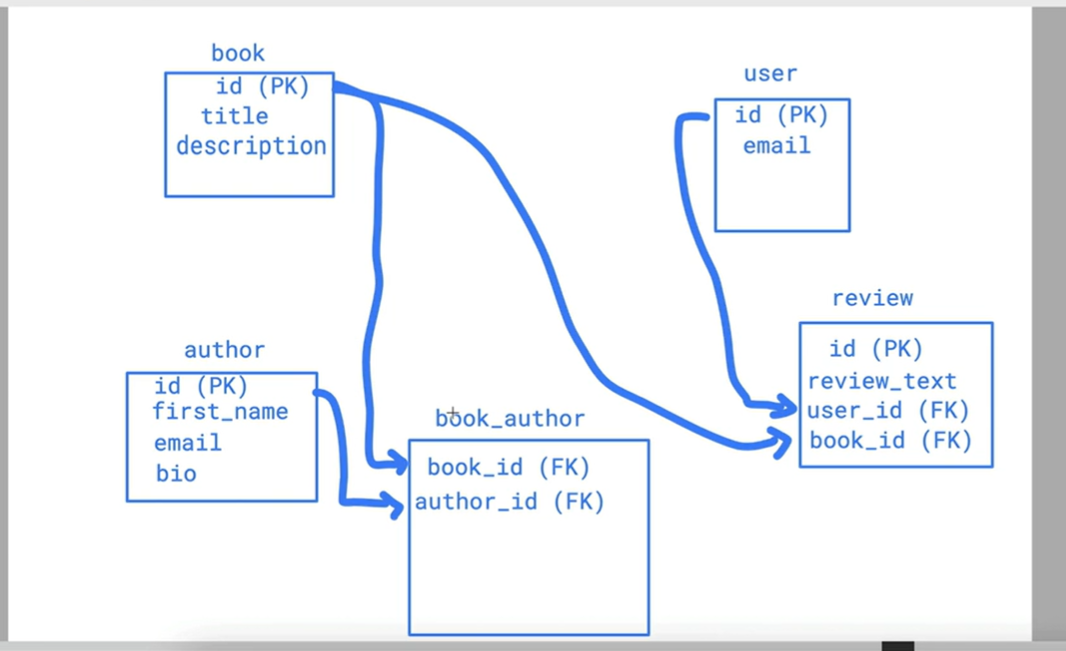 book
id (PK)
title
description
user
id (PK)
email
author
id (PK)
first_name
email
bio
book_author
book_id (FK)
author_id (FK)
review
id (PK)
review_text
user_id (FK)
book_id (FK)